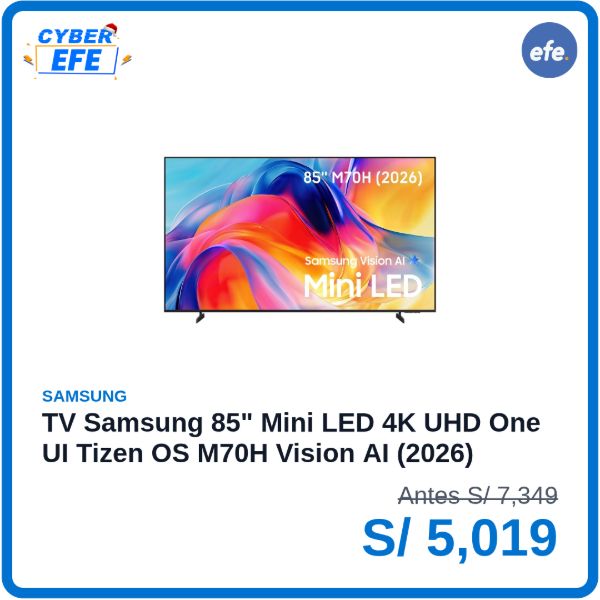 CYBER
EFE
efe.
85" M70H (2026)
Samsung Vision AI
Mini LED
SAMSUNG
TV Samsung 85" Mini LED 4K UHD One
UI Tizen OS M70H Vision AI (2026)
Antes S/ 7,349
S/ 5,019